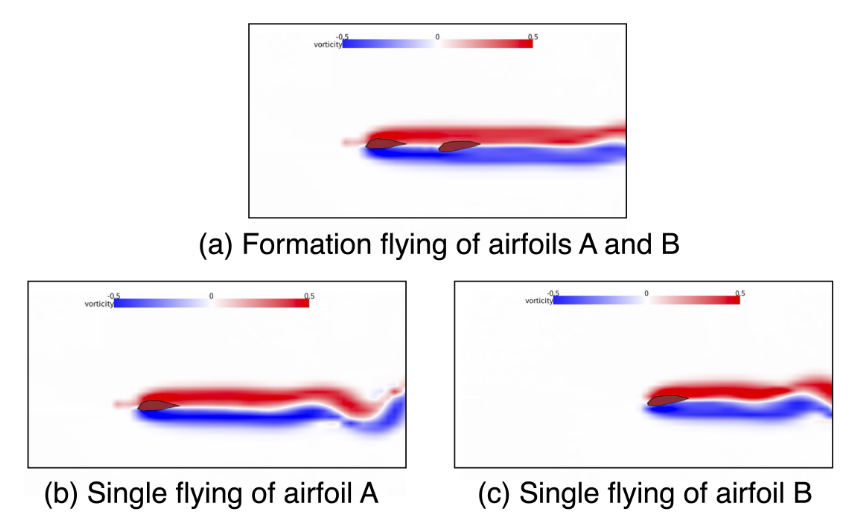 -0.5 0 0.5
vorticity
(a) Formation flying of airfoils A and B
-0.5 0 0.5
vorticity
(b) Single flying of airfoil A
-0.5 0 0.5
vorticity
(c) Single flying of airfoil B